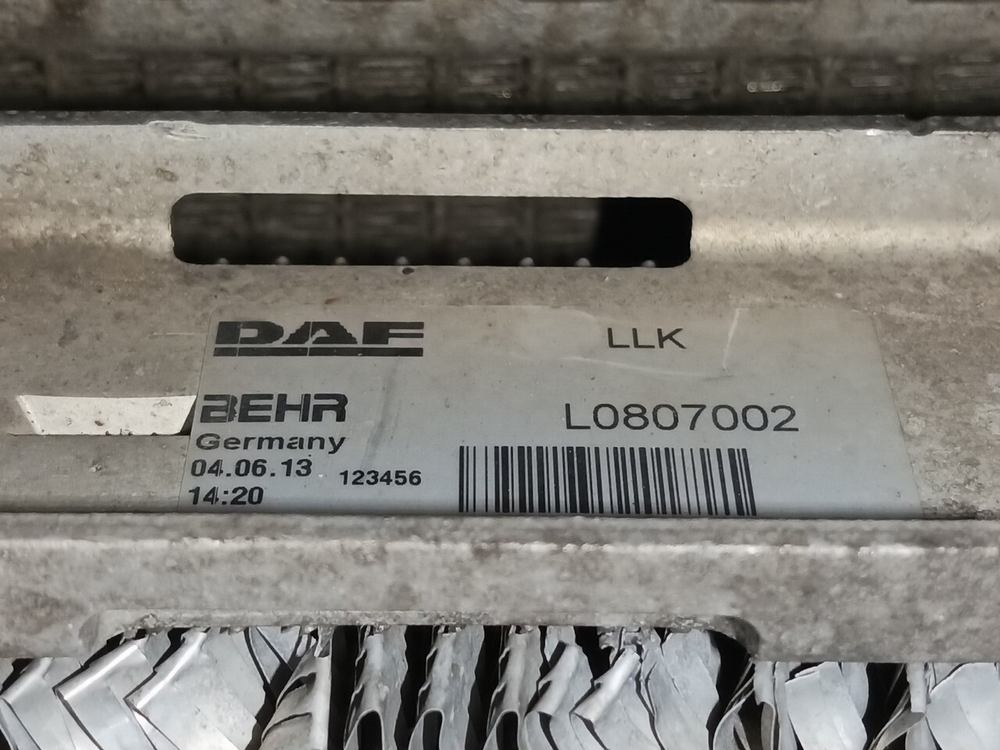 DAF
LLK
BEHR
L0807002
Germany
04.06.13
123456
14:20